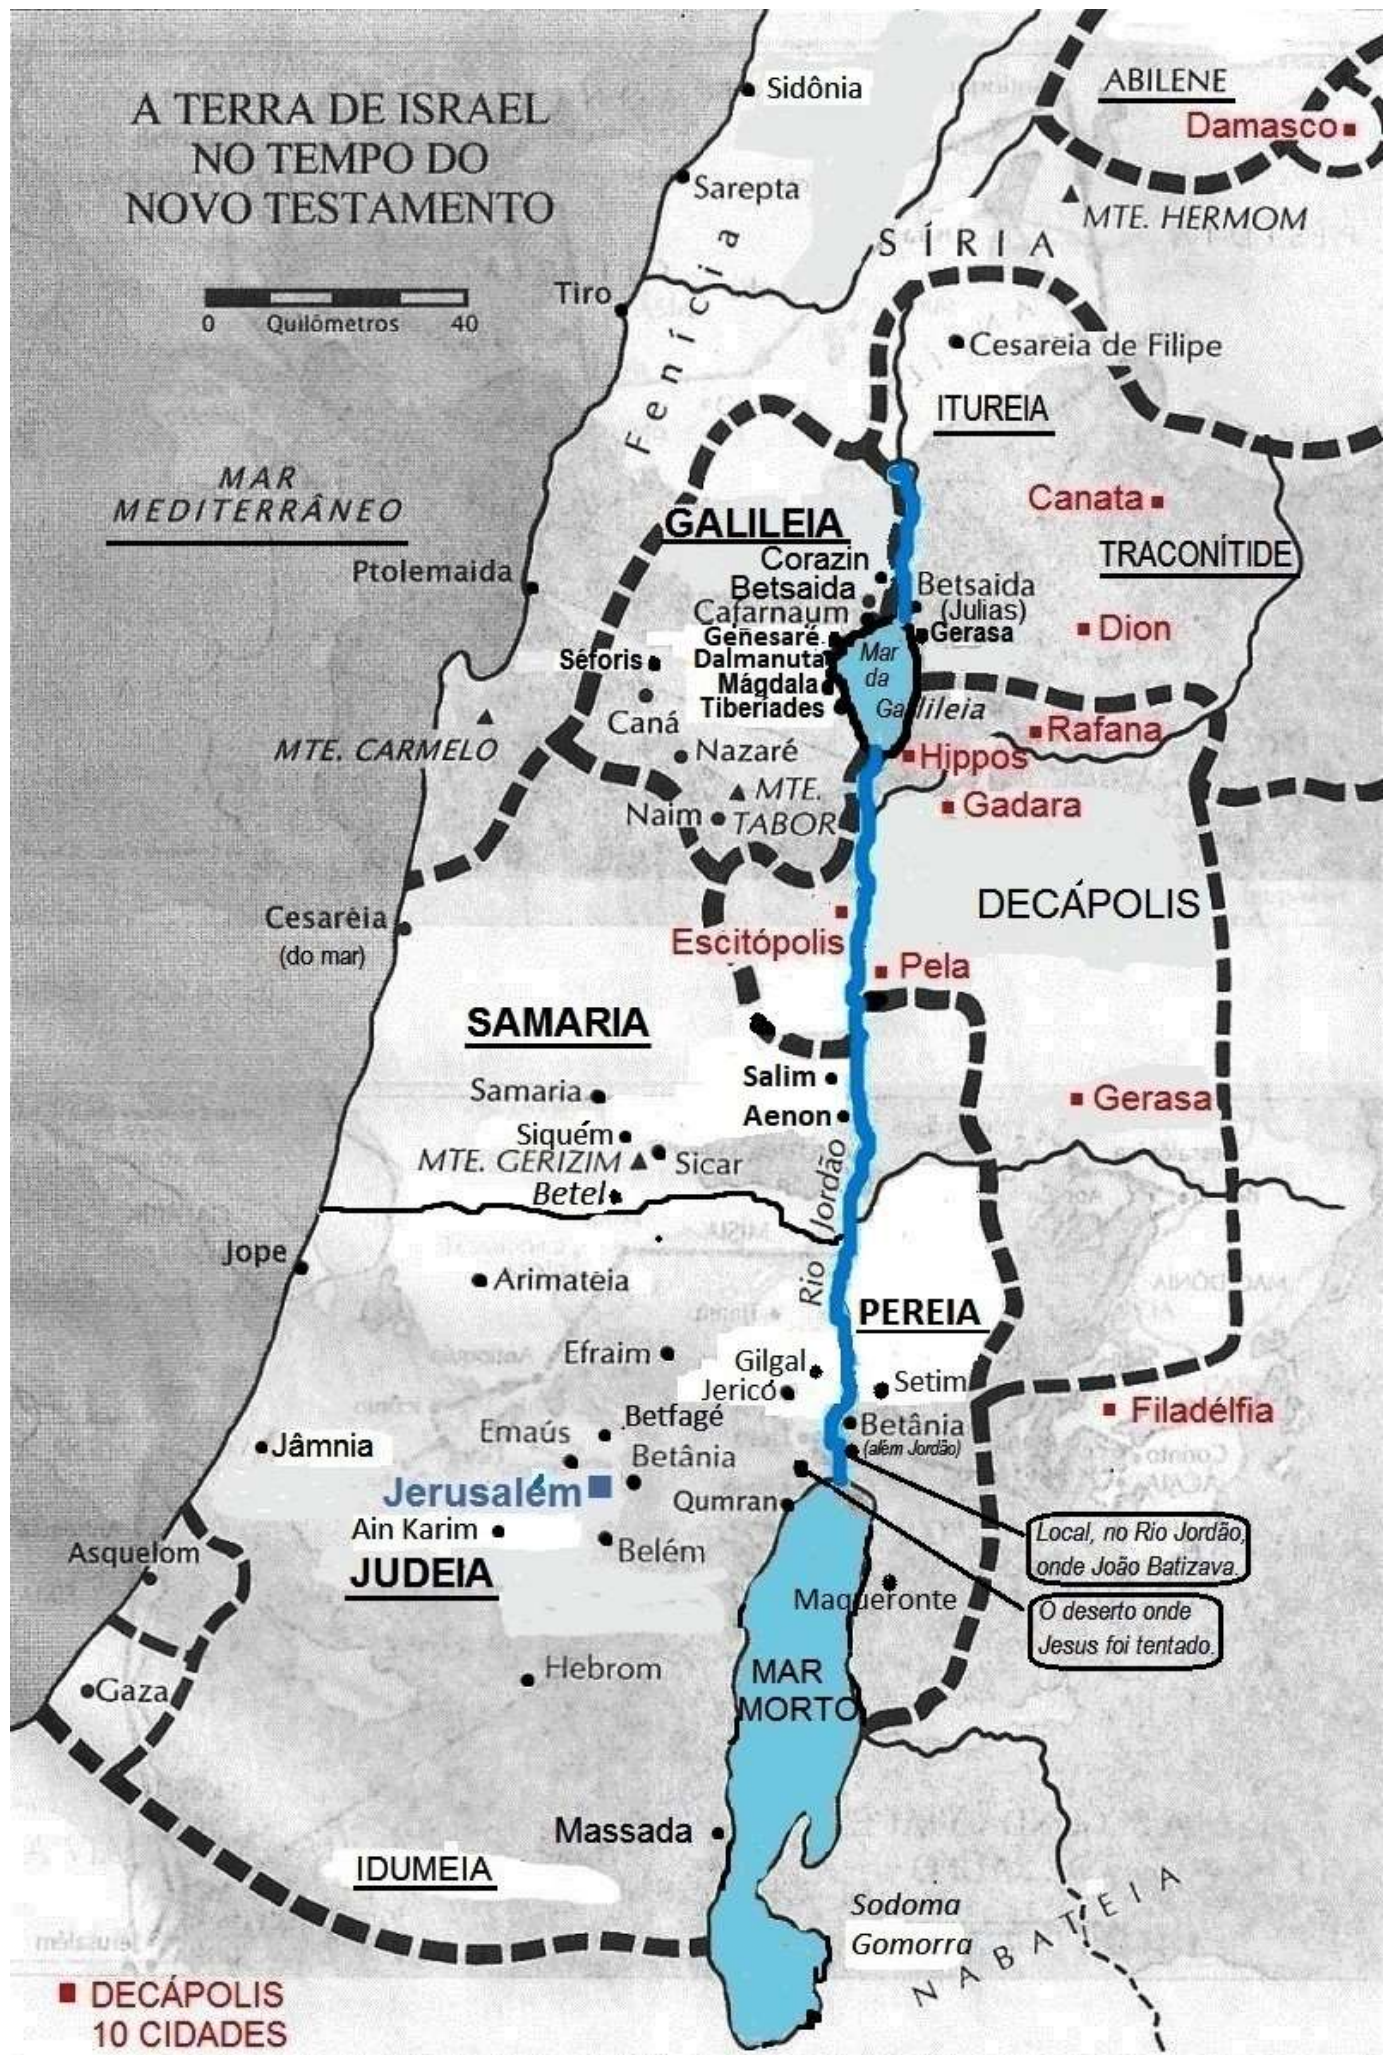 A TERRA DE ISRAEL
NO TEMPO DO
NOVO TESTAMENTO
0 Quilômetros 40
Sidônia
ABILENE
Damasco
Sarepta
MTE. HERMOM
SÍRIA
Fenícia
Tiro
Cesareia de Filipe
ITUREIA
MAR
MEDITERRÂNEO
Canata
GALILEIA
TRACONÍTIDE
Ptolemaida
Corazin
Betsaida
Cafarnaum
Betsaida
(Julias)
Gerasa
Dion
Genesaré
Dalmanuta
Mágdala
Tiberíades
Séforis
Mar
da
Galileia
Caná
Rafana
MTE. CARMELO
Nazaré
Hippos
MTE.
TABOR
Naim
Gadara
DECÁPOLIS
Cesaréia
(do mar)
Escitópolis
Pela
SAMARIA
Salim
Samaria
Aenon
Gerasa
Siquém
MTE. GERIZIM
Sicar
Betel
Rio Jordão
Jope
Arimatéia
PEREIA
Efraim
Gilgal
Jericó
Setim
Filadélfia
Betfagé
Emaús
Betânia
Betânia
(além Jordão)
Jâmnia
Jerusalém
Qumran
Ain Karim
Local, no Rio Jordão,
onde João Batizava.
Asquelom
Belém
JUDEIA
Maqueronte
O deserto onde
Jesus foi tentado.
Hebrom
MAR
MORTO
Gaza
Massada
IDUMEIA
Sodoma
Gomorra
NABATEIA
DECÁPOLIS
10 CIDADES